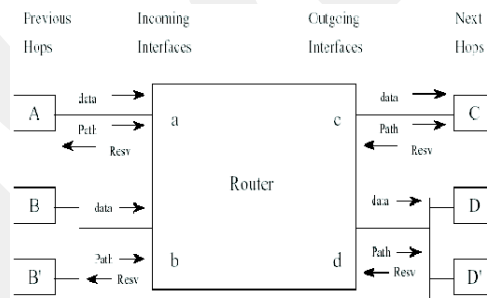 Previous Incoming Outgoing Next
Hops Interfaces Interfaces Hops
data data
A a c C
Path Path
Resv Resv
Router
B data data D
Path Path
B' b d D'
Resv Resv